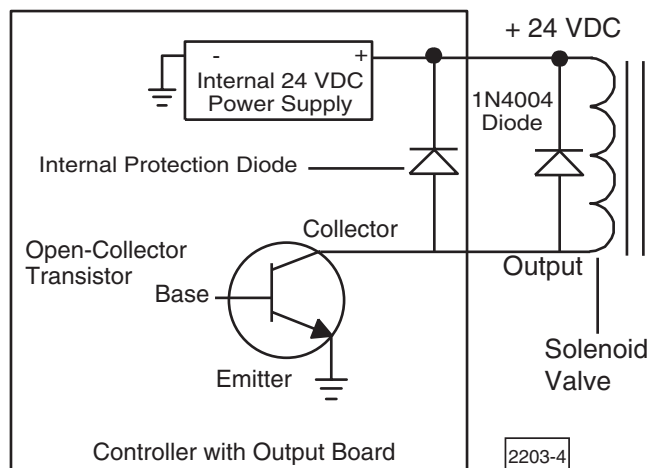 + 24 VDC
- +
Internal 24 VDC
Power Supply
1N4004
Diode
Internal Protection Diode
Collector
Open-Collector
Transistor
Base
Output
Emitter
Solenoid
Valve
Controller with Output Board
2203-4